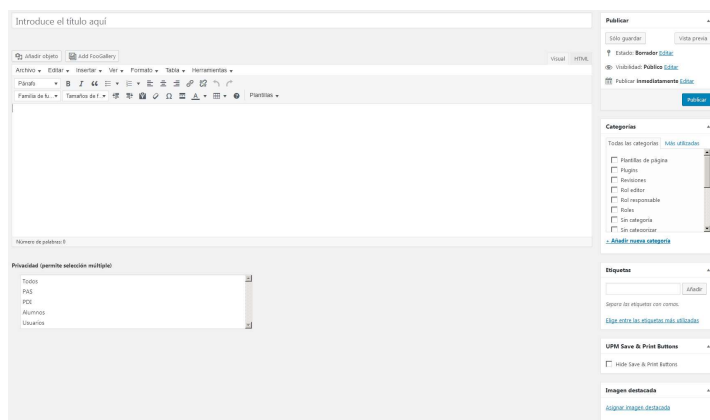 Introduce el título aquí
Añadir objeto Add FooGallery
Visual HTML
Archivo Editar Insertar Ver Formato Tabla Herramientas
Párrafo
Familia de fu... Tamaños de f... Plantillas
Número de palabras: 0
Privacidad (permite selección múltiple)
Todos
PAS
PDI
Alumnos
Usuarios
Publicar
Sólo guardar Vista previa
Estado: Borrador Editar
Visibilidad: Público Editar
Publicar inmediatamente Editar
Publicar
Categorías
Todas las categorías Más utilizadas
Plantillas de página
Plugins
Revisiones
Rol editor
Rol responsable
Roles
Sin categoría
Sin categorizar
+ Añadir nueva categoría
Etiquetas
Añadir
Separa las etiquetas con comas.
Elige entre las etiquetas más utilizadas
UPM Save & Print Buttons
Hide Save & Print Buttons
Imagen destacada
Asignar imagen destacada